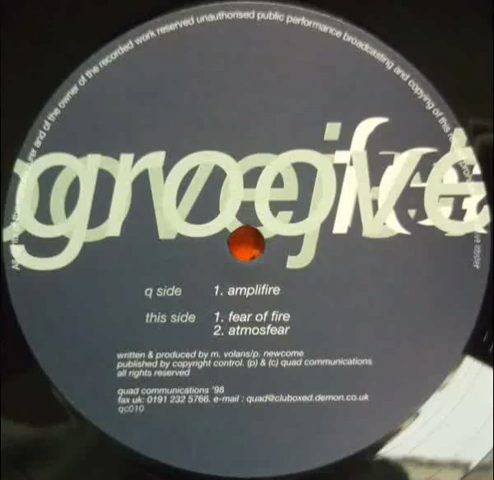 of the owner of the recorded work reserved unauthorised public performance broadcasting and copying of this
q side 1. amplifire
this side 1. fear of fire
2. atmosfear
written & produced by m. volans/p. newcome
published by copyright control. (p) & (c) quad communications
all rights reserved
quad communications '98
fax uk: 0191 232 5766. e-mail : quad@cluboxed.demon.co.uk
qc010